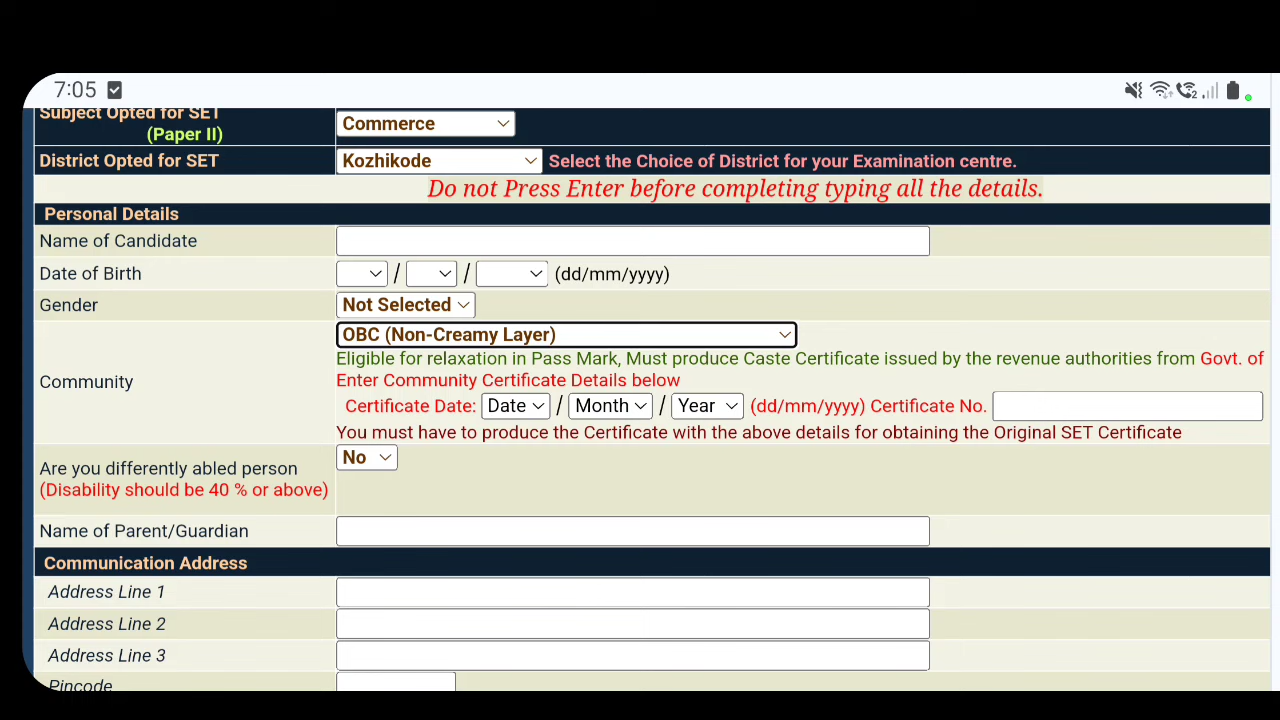 7:05
Subject Opted for SET
(Paper II)
Commerce
District Opted for SET
Kozhikode
Select the Choice of District for your Examination centre.
Do not Press Enter before completing typing all the details.
Personal Details
Name of Candidate
Date of Birth
/ / (dd/mm/yyyy)
Gender
Not Selected
Community
OBC (Non-Creamy Layer)
Eligible for relaxation in Pass Mark, Must produce Caste Certificate issued by the revenue authorities from Govt. of
Enter Community Certificate Details below
Certificate Date: Date / Month / Year (dd/mm/yyyy) Certificate No.
You must have to produce the Certificate with the above details for obtaining the Original SET Certificate
Are you differently abled person
(Disability should be 40 % or above)
No
Name of Parent/Guardian
Communication Address
Address Line 1
Address Line 2
Address Line 3
Pincode